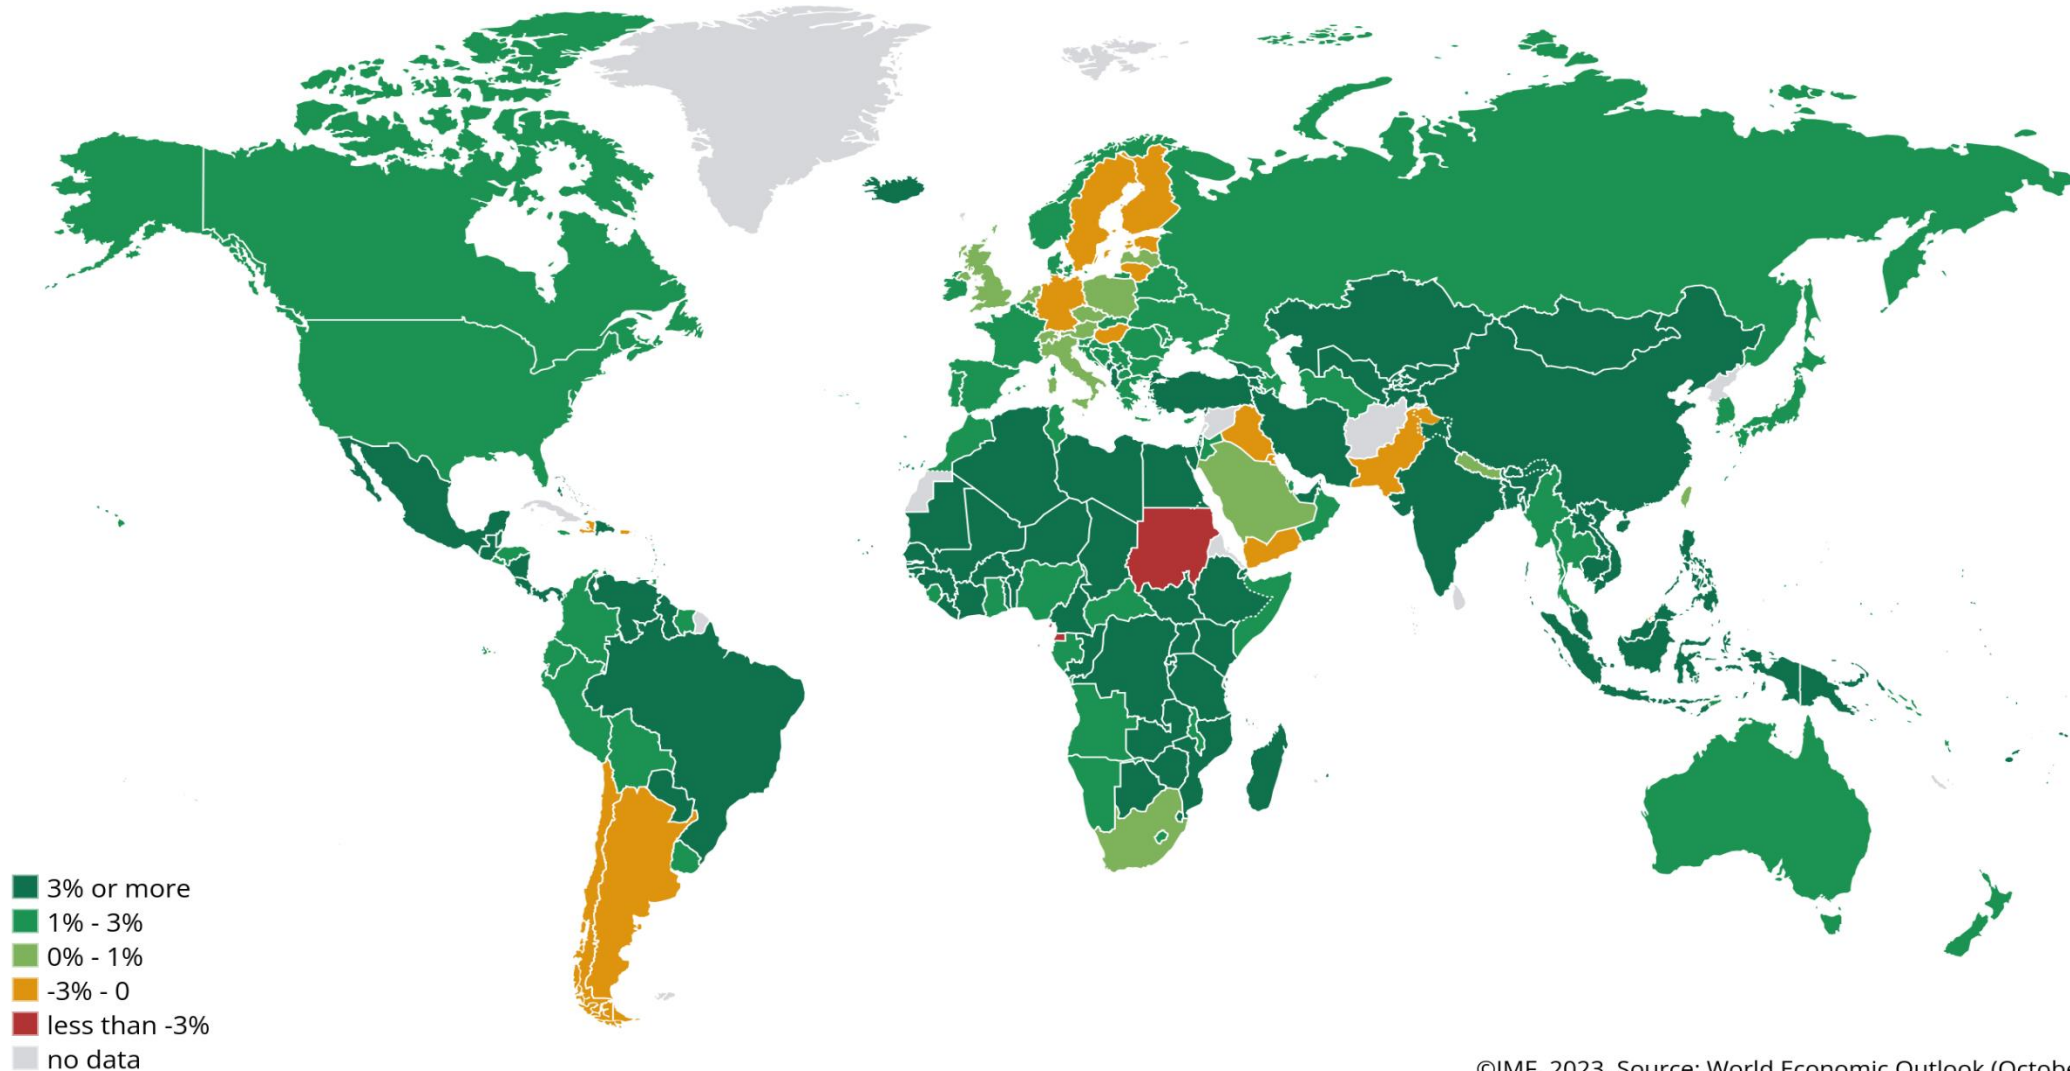 3% or more
1% - 3%
0% - 1%
-3% - 0
less than -3%
no data
©IMF, 2023, Source: World Economic Outlook (Octobe